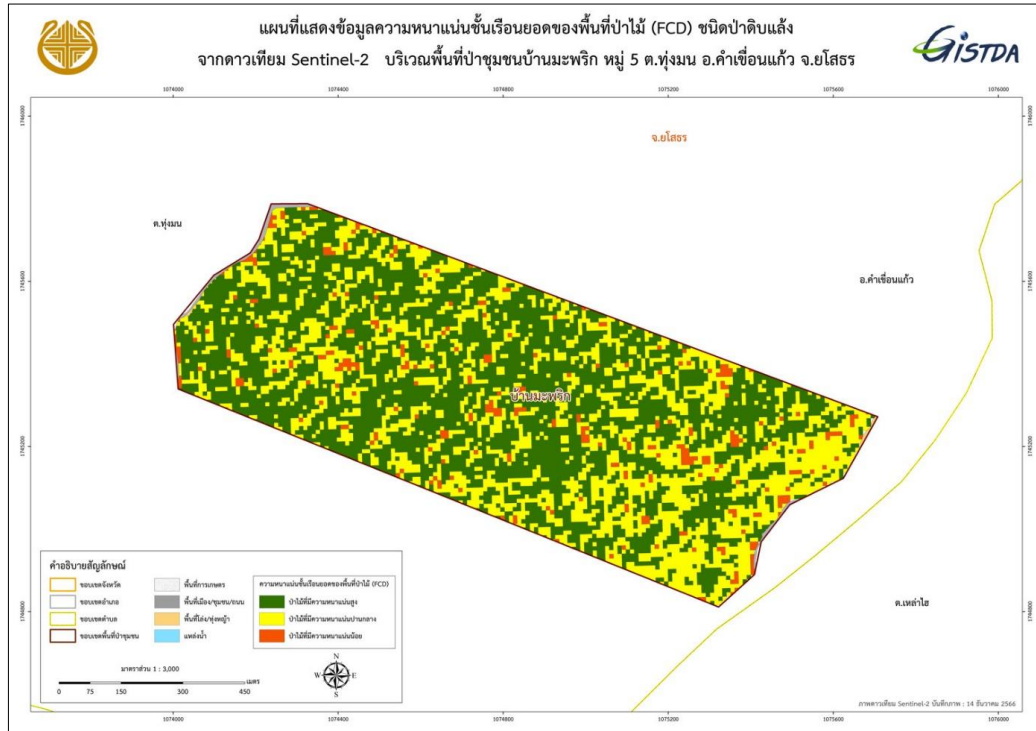 แผนที่แสดงข้อมูลความหนาแน่นชั้นเรือนยอดของพื้นที่ป่าไม้ (FCD) ชนิดป่าดิบแล้ง
จากดาวเทียม Sentinel-2 บริเวณพื้นที่ป่าชุมชนบ้านมะพริก หมู่ 5 ต.ทุ่งมน อ.คำเขื่อนแก้ว จ.ยโสธร
GISTDA
1074000 1074400 1074800 1075200 1075600 1076000
1746000 1746000
จ.ยโสธร
ต.ทุ่งมน
1745600 อ.คำเขื่อนแก้ว 1745600
บ้านมะพริก
1745200 1745200
1744800 ต.เหล่าไฮ 1744800
คำอธิบายสัญลักษณ์
ขอบเขตจังหวัด
ขอบเขตอำเภอ
ขอบเขตตำบล
ขอบเขตพื้นที่ป่าชุมชน
พื้นที่การเกษตร
พื้นที่เมือง/ชุมชน/ถนน
พื้นที่โล่ง/ทุ่งหญ้า
แหล่งน้ำ
ความหนาแน่นชั้นเรือนยอดของพื้นที่ป่าไม้ (FCD)
ป่าไม้ที่มีความหนาแน่นสูง
ป่าไม้ที่มีความหนาแน่นปานกลาง
ป่าไม้ที่มีความหนาแน่นน้อย
มาตราส่วน 1 : 3,000
0 75 150 300 450 เมตร
N
W E
S
ภาพดาวเทียม Sentinel-2 บันทึกภาพ : 14 ธันวาคม 2566
1074000 1074400 1074800 1075200 1075600 1076000